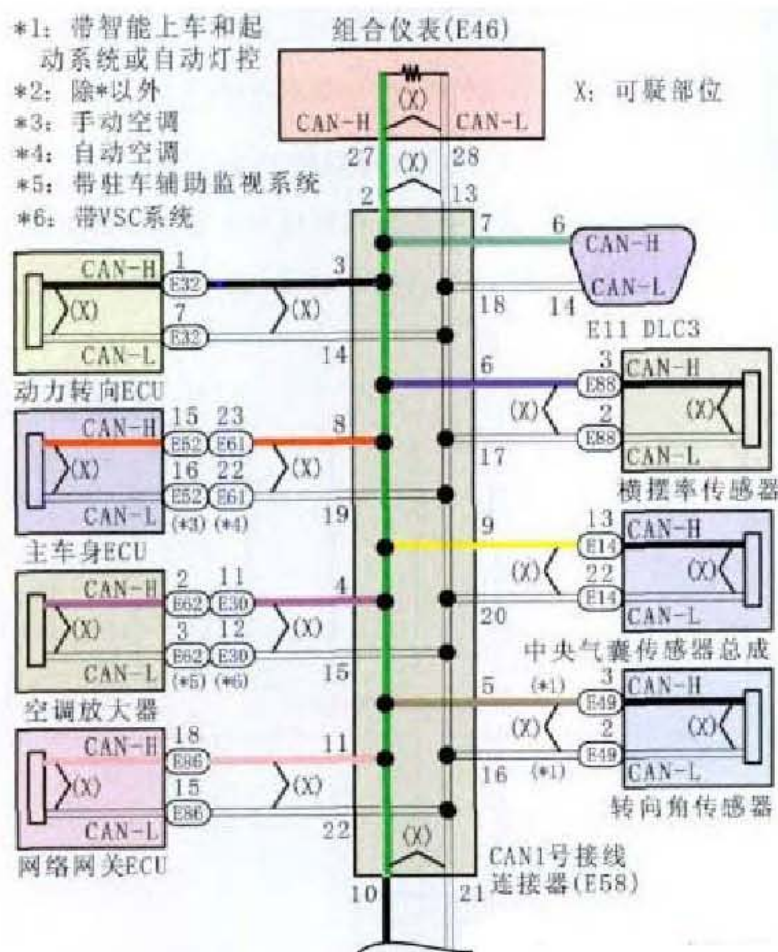 *1: 带智能上车和起
动系统或自动灯控
*2: 除*以外
*3: 手动空调
*4: 自动空调
*5: 带驻车辅助监视系统
*6: 带VSC系统
组合仪表(E46)
X: 可疑部位
(X)
CAN-H CAN-L
27 (X) 28
2 13
7 6 CAN-H
18 14 CAN-L
E11 DLC3
CAN-H 1 3
E32
(X) (X)
7
E32
CAN-L 14
动力转向ECU
6 3 CAN-H
E88
(X) (X)
2
E88
17 CAN-L
横摆率传感器
CAN-H 15 23 8
E52 E61
(X) (X)
16 22
E52 E61
CAN-L (*3) (*4) 19
主车身ECU
9 13 CAN-H
E14
(X) (X)
22
E14
20 CAN-L
中央气囊传感器总成
CAN-H 2 11 4
E62 E30
(X) (X)
3 12
E62 E30
CAN-L (*5) (*6) 15
空调放大器
5 (*1) 3 CAN-H
E49
(X) (X)
2
E49
16 (*1) CAN-L
转向角传感器
CAN-H 18 11
E86
(X) (X)
15
E86
CAN-L 22
网络网关ECU
(X)
10 21
CAN1号接线
连接器(E58)